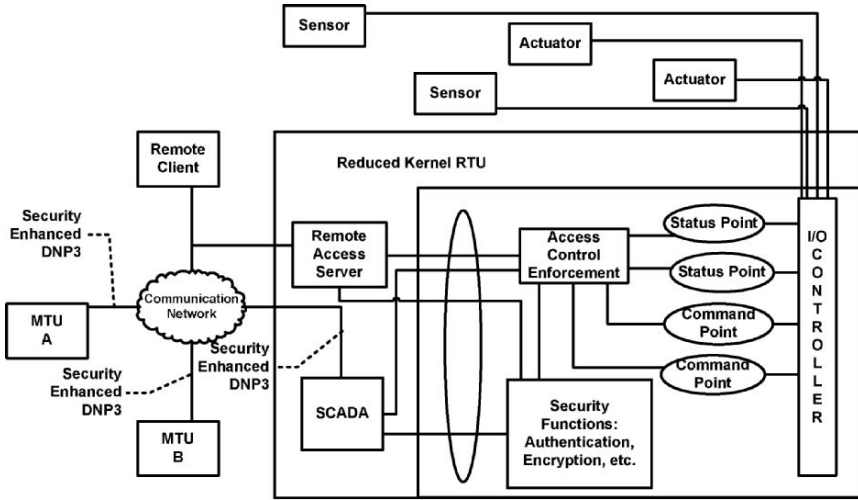 Sensor
Actuator
Sensor
Actuator
Remote
Client
Reduced Kernel RTU
Security
Enhanced
DNP3
Remote
Access
Server
Access
Control
Enforcement
Status Point
Status Point
Command
Point
Command
Point
I/O
C
O
N
T
R
O
L
L
E
R
Communication
Network
MTU
A
Security
Enhanced
DNP3
Security
Enhanced
DNP3
SCADA
Security
Functions:
Authentication,
Encryption, etc.
MTU
B